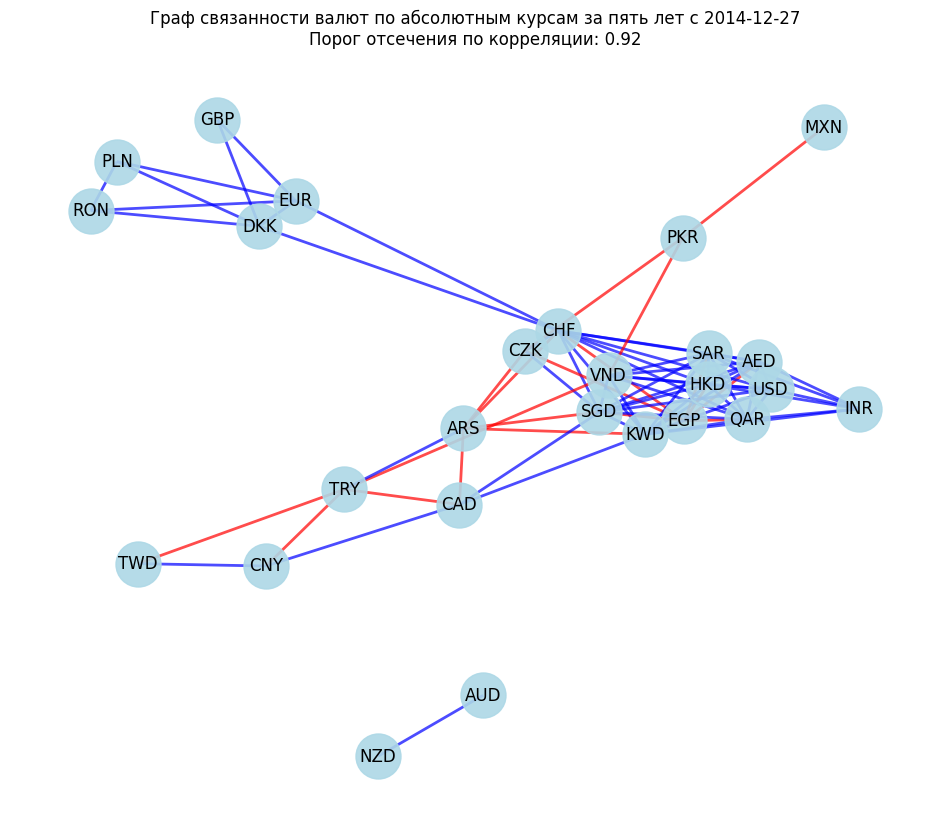 Граф связанности валют по абсолютным курсам за пять лет с 2014-12-27
Порог отсечения по корреляции: 0.92
GBP
MXN
PLN
EUR
RON
DKK
PKR
CHF
CZK
SAR
AED
VND
HKD
USD
SGD
INR
EGP
QAR
KWD
ARS
TRY
CAD
TWD
CNY
AUD
NZD